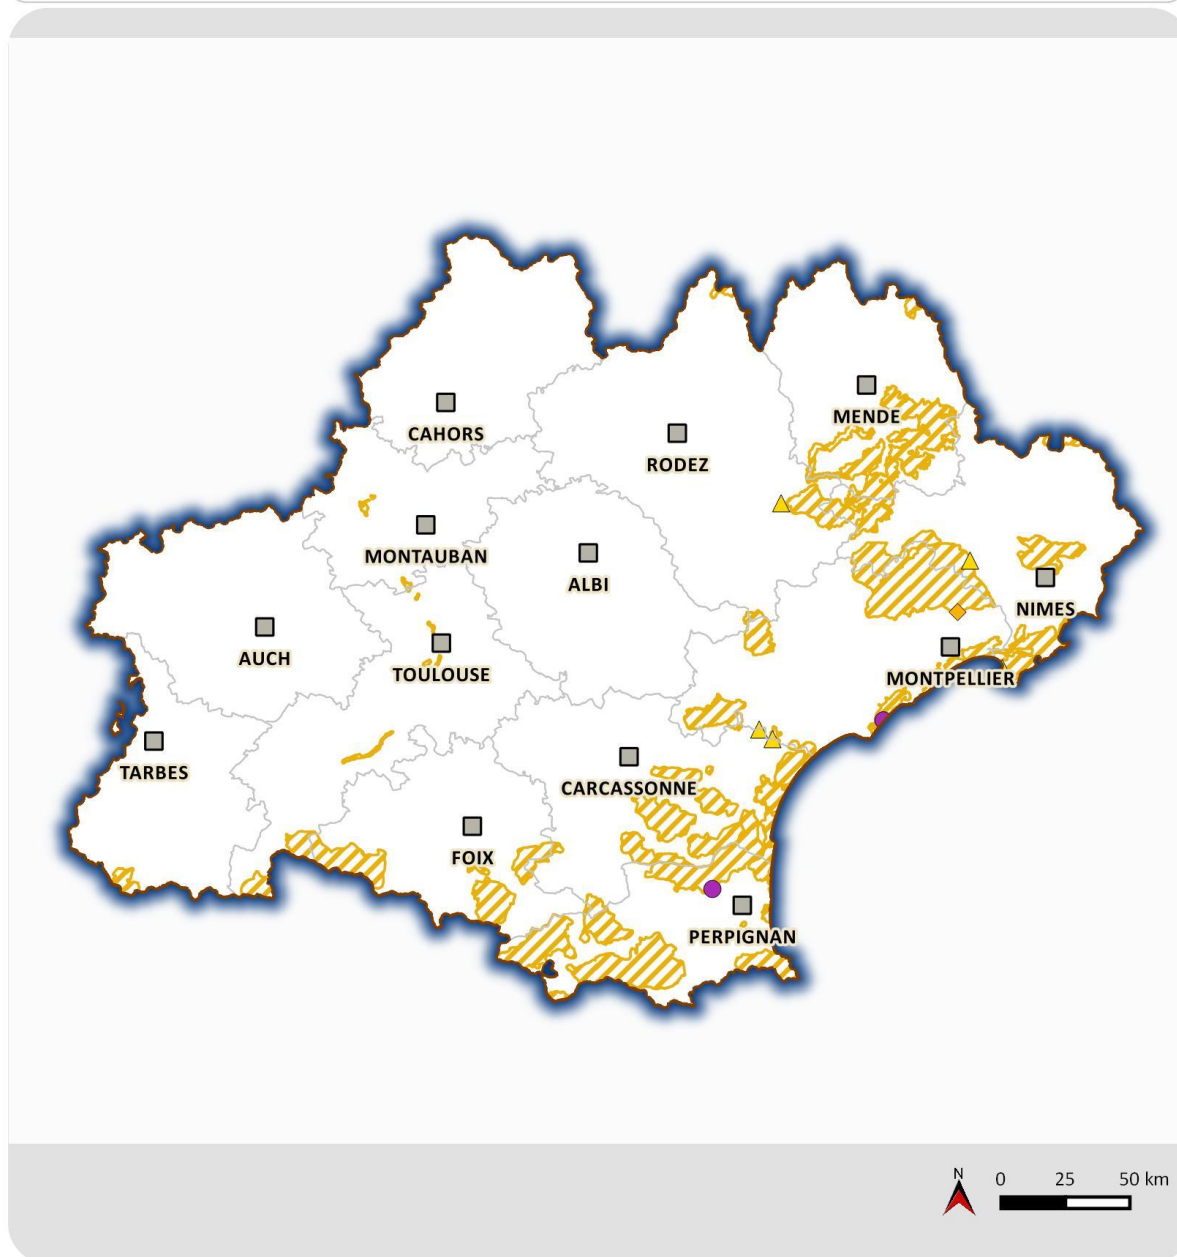 MENDE
CAHORS
RODEZ
MONTAUBAN
ALBI
NIMES
AUCH
TOULOUSE
MONTPELLIER
TARBES
CARCASSONNE
FOIX
PERPIGNAN
N
0 25 50 km